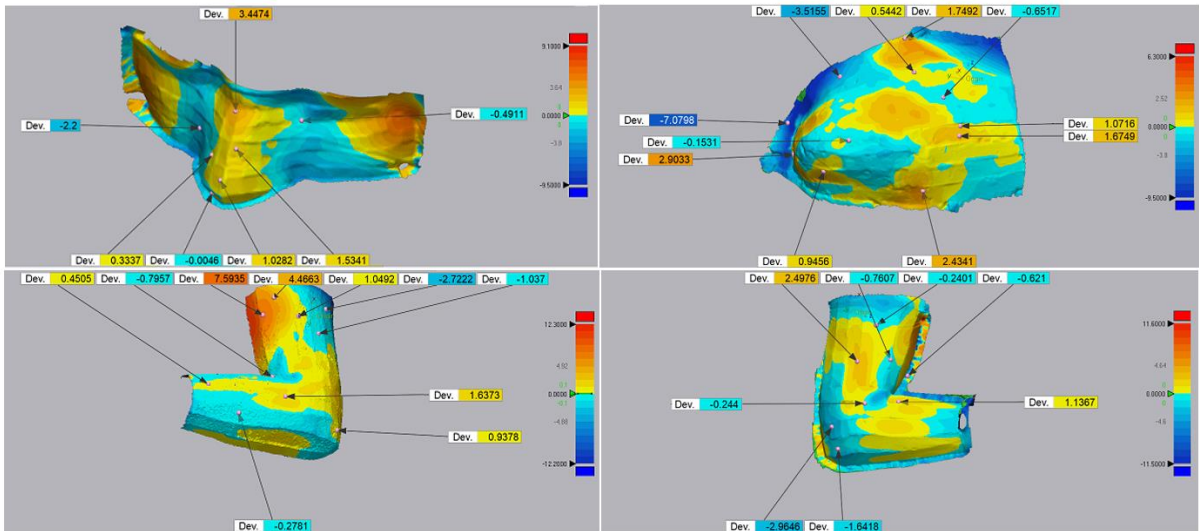 Dev. 3.4474
9.1000
3.64
0.0000
-3.8
-9.5000
Dev. -2.2
Dev. -0.4911
Dev. 0.3337 Dev. -0.0046 Dev. 1.0282 Dev. 1.5341
Dev. -3.5155 Dev. 0.5442 Dev. 1.7492 Dev. -0.6517
6.3000
2.52
0.0000
-3.8
-9.5000
Dev. -7.0798
Dev. -0.1531
Dev. 2.9033
Dev. 1.0716
Dev. 1.6749
Dev. 0.9456 Dev. 2.4341
Dev. 0.4505 Dev. -0.7957 Dev. 7.5935 Dev. 4.4663 Dev. 1.0492 Dev. -2.7222 Dev. -1.037
12.3000
4.92
0.1
0.0000
-0.1
-4.88
-12.2000
Dev. 1.6373
Dev. 0.9378
Dev. -0.2781
Dev. 2.4976 Dev. -0.7607 Dev. -0.2401 Dev. -0.621
11.6000
4.64
0.0000
-4.6
-11.5000
Dev. -0.244
Dev. 1.1367
Dev. -2.9646 Dev. -1.6418